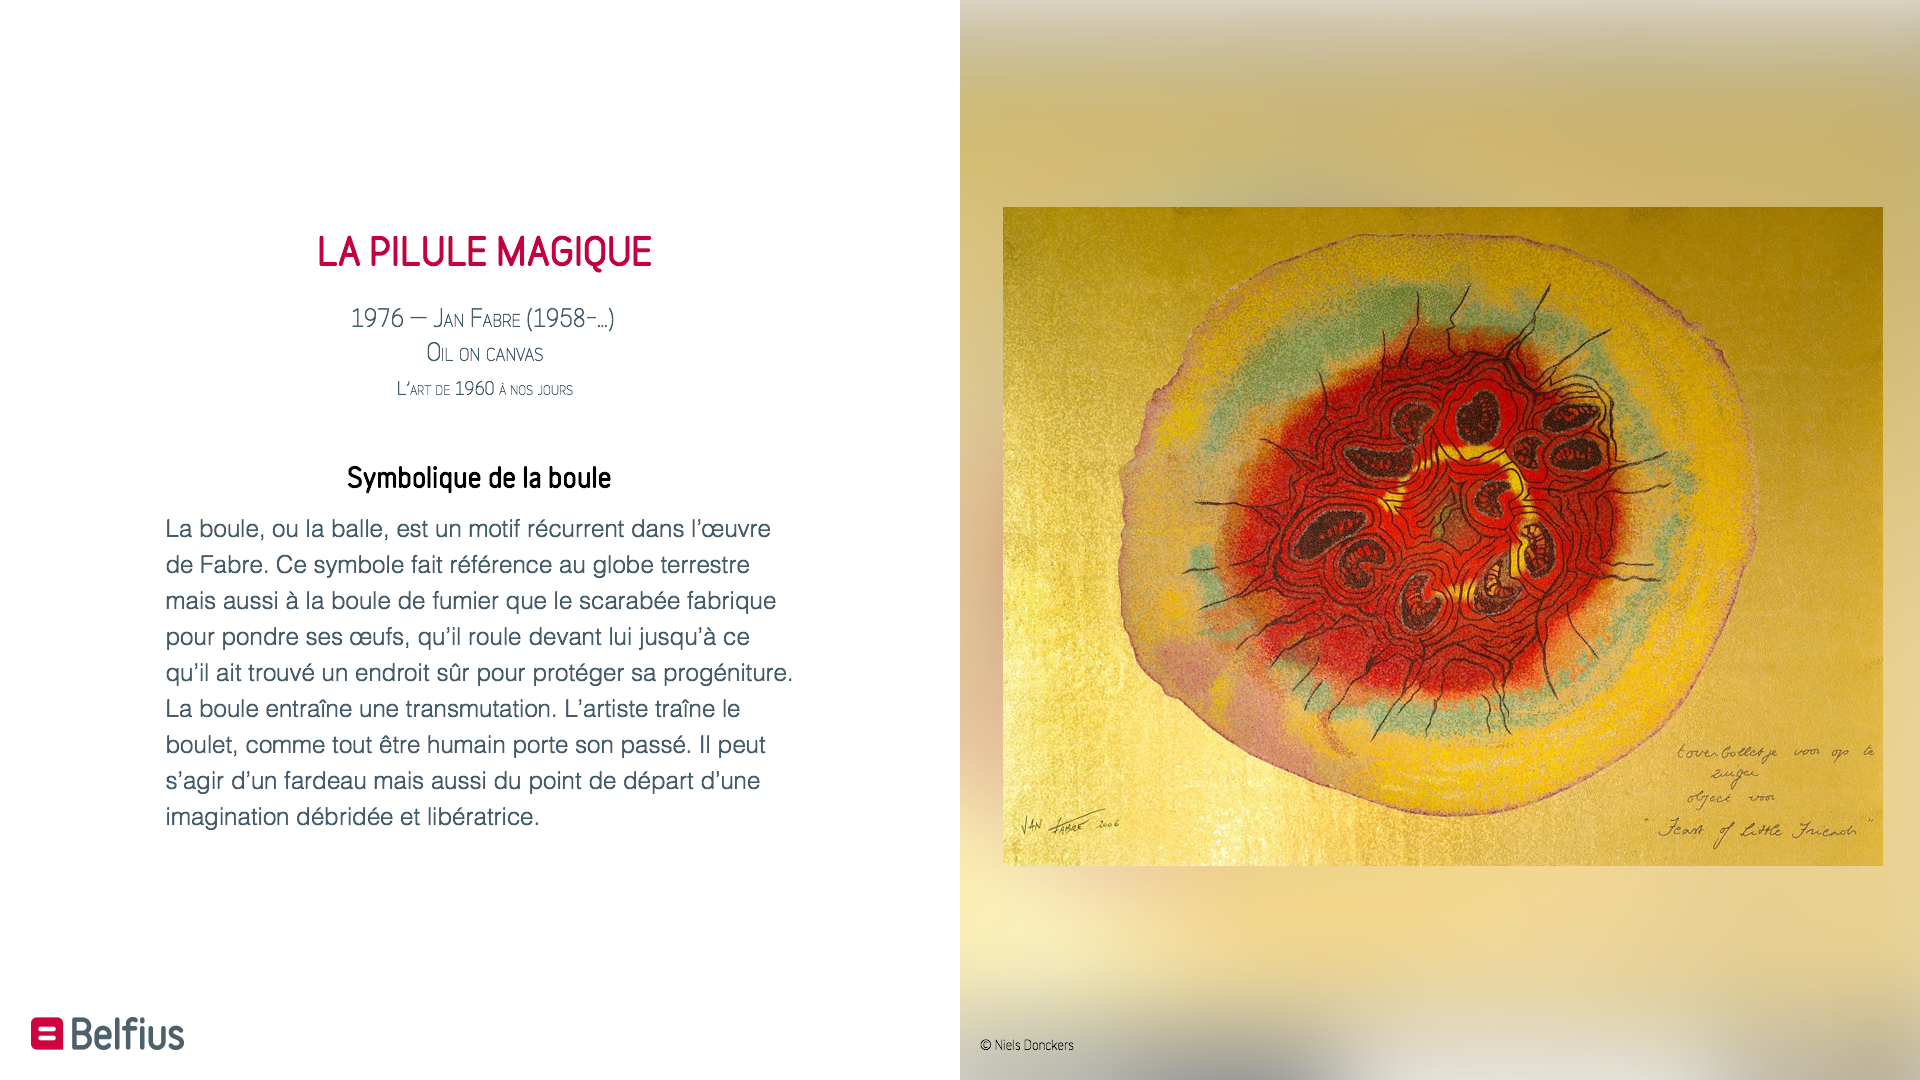 LA PILULE MAGIQUE
1976 — Jan Fabre (1958-...)
Oil on canvas
L'art de 1960 à nos jours
Symbolique de la boule
La boule, ou la balle, est un motif récurrent dans l'œuvre
de Fabre. Ce symbole fait référence au globe terrestre
mais aussi à la boule de fumier que le scarabée fabrique
pour pondre ses œufs, qu'il roule devant lui jusqu'à ce
qu'il ait trouvé un endroit sûr pour protéger sa progéniture.
La boule entraîne une transmutation. L'artiste traîne le
boulet, comme tout être humain porte son passé. Il peut
s'agir d'un fardeau mais aussi du point de départ d'une
imagination débridée et libératrice.
Belfius
JAN FABRE 2006
toverbolletje voor op te
zuigen
object voor
"Feast of little Friends"
© Niels Donckers